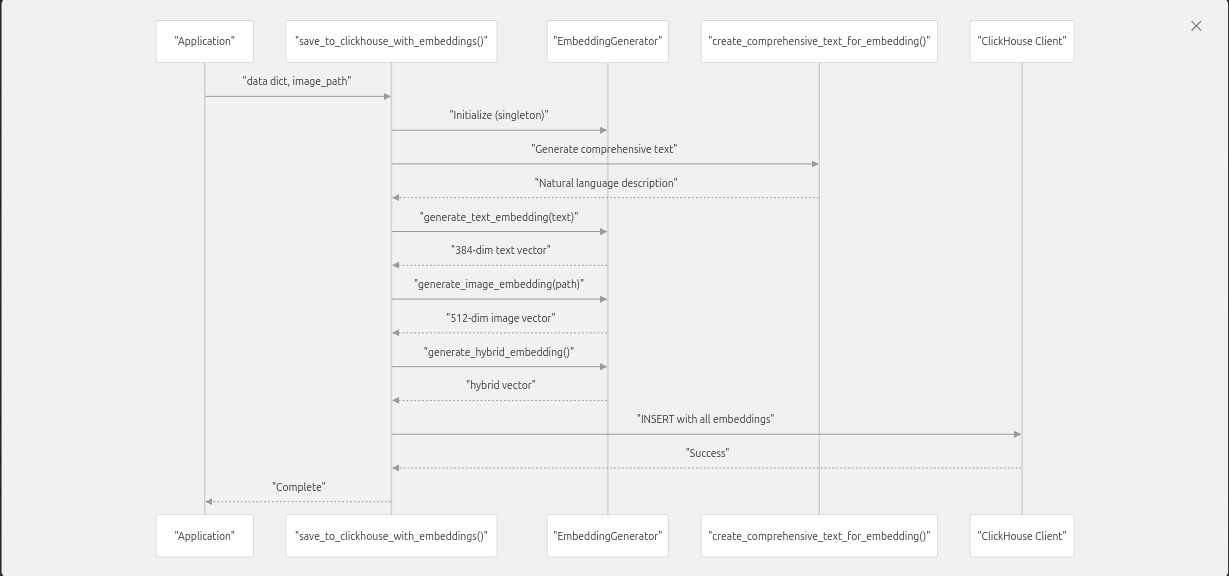 "Application"
"save_to_clickhouse_with_embeddings()"
"EmbeddingGenerator"
"create_comprehensive_text_for_embedding()"
"ClickHouse Client"
"data dict, image_path"
"Initialize (singleton)"
"Generate comprehensive text"
"Natural language description"
"generate_text_embedding(text)"
"384-dim text vector"
"generate_image_embedding(path)"
"512-dim image vector"
"generate_hybrid_embedding()"
"hybrid vector"
"INSERT with all embeddings"
"Success"
"Complete"
"Application"
"save_to_clickhouse_with_embeddings()"
"EmbeddingGenerator"
"create_comprehensive_text_for_embedding()"
"ClickHouse Client"